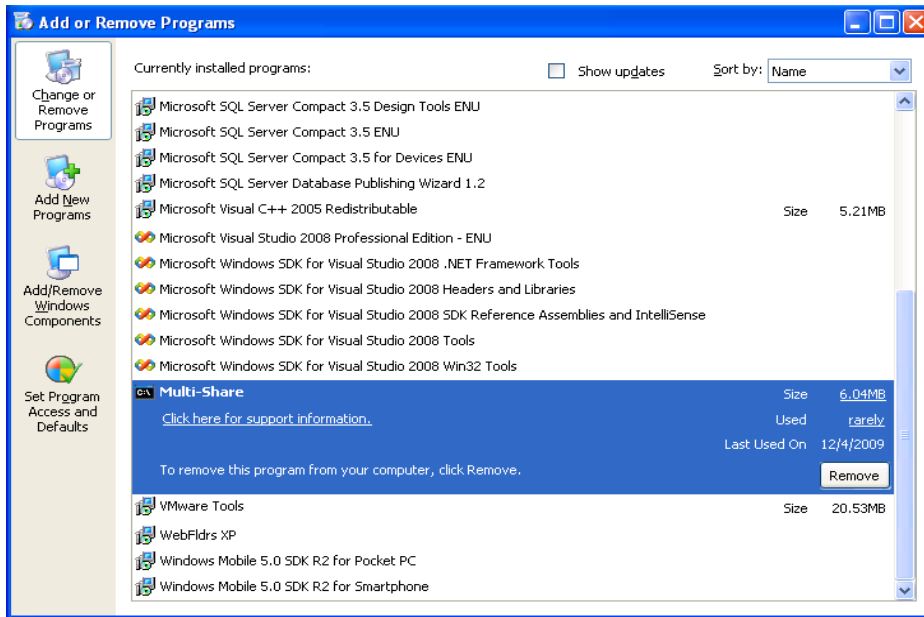 Add or Remove Programs
Change or
Remove
Programs
Add New
Programs
Add/Remove
Windows
Components
Set Program
Access and
Defaults
Currently installed programs:
Show updates
Sort by: Name
Microsoft SQL Server Compact 3.5 Design Tools ENU
Microsoft SQL Server Compact 3.5 ENU
Microsoft SQL Server Compact 3.5 for Devices ENU
Microsoft SQL Server Database Publishing Wizard 1.2
Microsoft Visual C++ 2005 Redistributable Size 5.21MB
Microsoft Visual Studio 2008 Professional Edition - ENU
Microsoft Windows SDK for Visual Studio 2008 .NET Framework Tools
Microsoft Windows SDK for Visual Studio 2008 Headers and Libraries
Microsoft Windows SDK for Visual Studio 2008 SDK Reference Assemblies and IntelliSense
Microsoft Windows SDK for Visual Studio 2008 Tools
Microsoft Windows SDK for Visual Studio 2008 Win32 Tools
C:\ Multi-Share Size 6.04MB
Click here for support information. Used rarely
Last Used On 12/4/2009
To remove this program from your computer, click Remove. Remove
VMware Tools Size 20.53MB
WebFldrs XP
Windows Mobile 5.0 SDK R2 for Pocket PC
Windows Mobile 5.0 SDK R2 for Smartphone